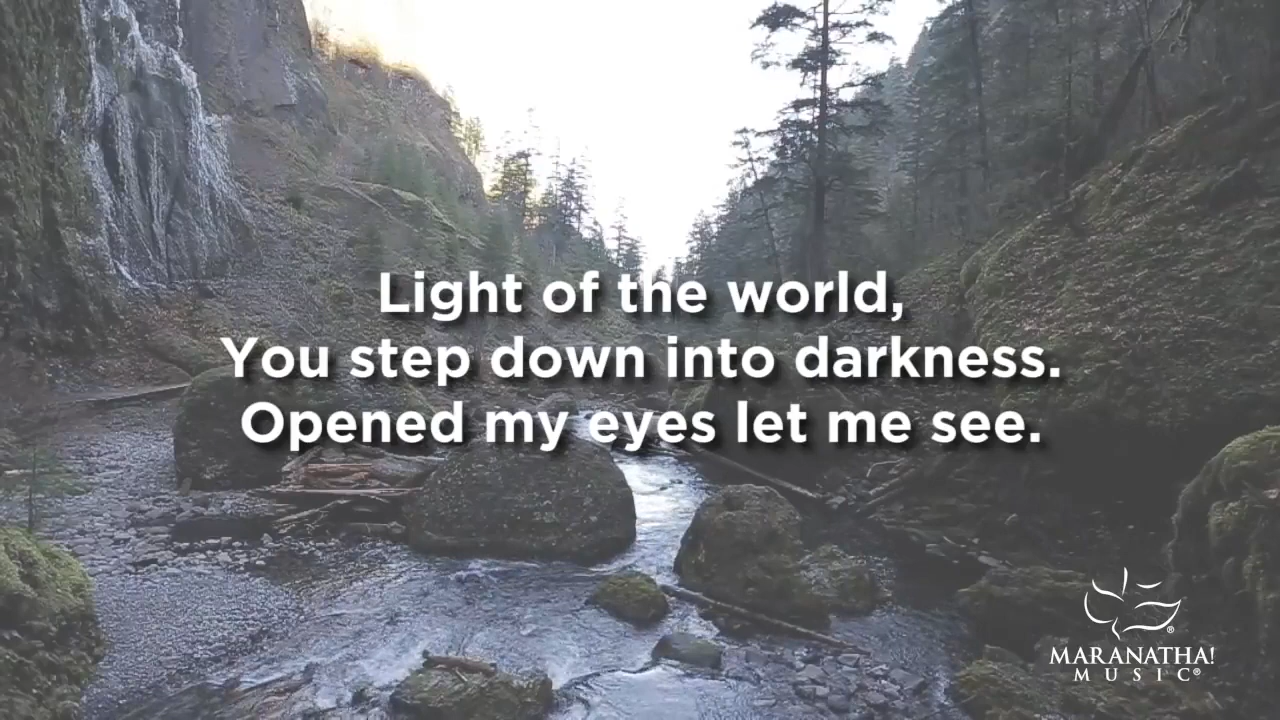 Light of the world,
You step down into darkness.
Opened my eyes let me see.
MARANATHA!
MUSIC®